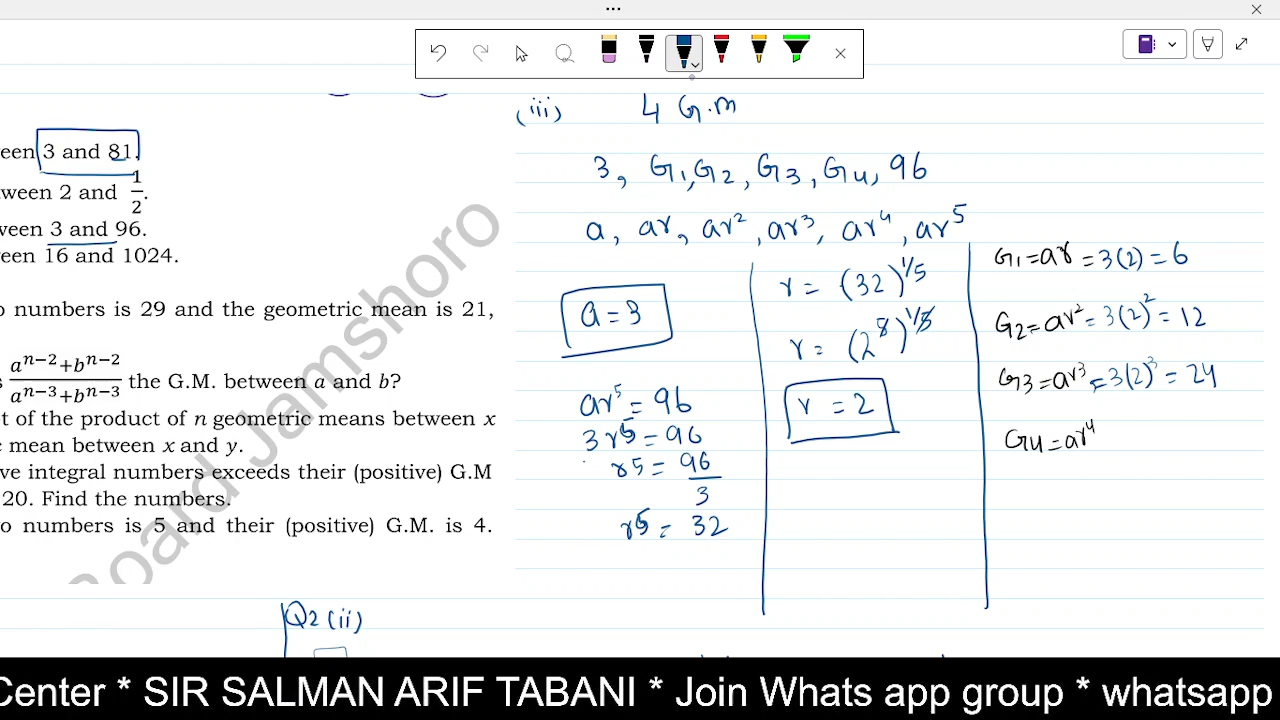 ...
een 3 and 81.
ween 2 and 1/2.
veen 3 and 96.
een 16 and 1024.
o numbers is 29 and the geometric mean is 21,
s a^{n−2}+b^{n−2} / a^{n−3}+b^{n−3} the G.M. between a and b?
ot of the product of n geometric means between x
c mean between x and y.
ve integral numbers exceeds their (positive) G.M
20. Find the numbers.
o numbers is 5 and their (positive) G.M. is 4.
Board Jamshoro
Q2 (ii)
(iii) 4 G.m
3, G1, G2, G3, G4, 96
a, ar, ar², ar³, ar⁴, ar⁵
a = 3
ar⁵ = 96
3r⁵ = 96
r⁵ = 96/3
r⁵ = 32
r = (32)^{1/5}
r = (2^8)^{1/5}
r = 2
G1 = ar = 3(2) = 6
G2 = ar² = 3(2)² = 12
G3 = ar³ = 3(2)³ = 24
G4 = ar⁴
Center * SIR SALMAN ARIF TABANI * Join Whats app group * whatsapp